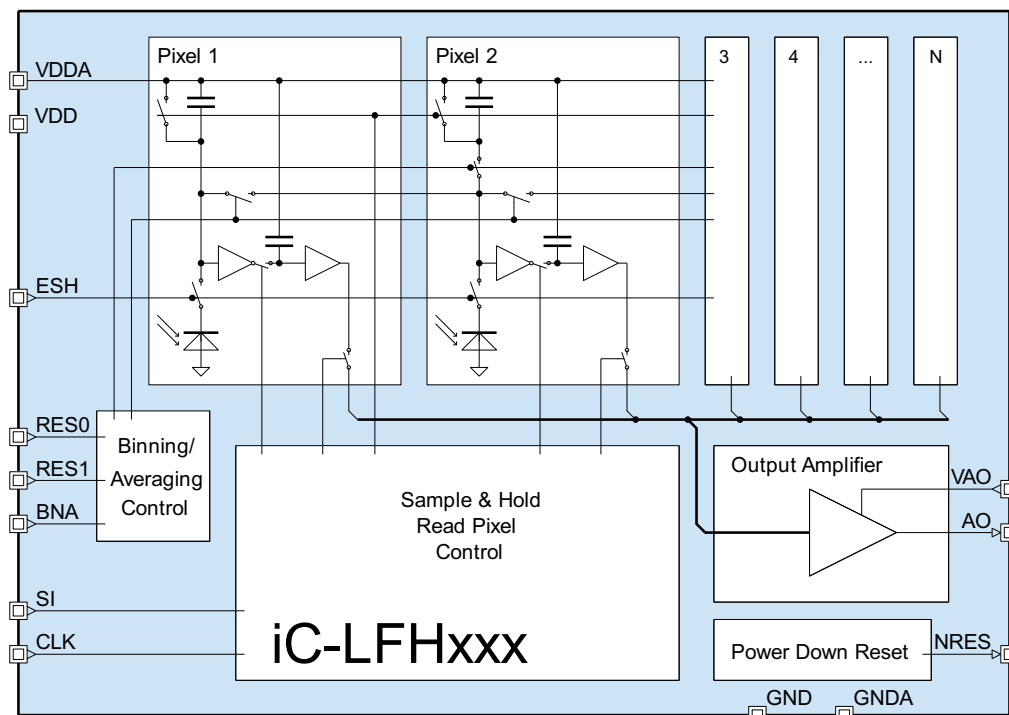 Pixel 1
Pixel 2
3
4
...
N
VDDA
VDD
ESH
RES0
RES1
BNA
Binning/
Averaging
Control
Sample & Hold
Read Pixel
Control
Output Amplifier
VAO
AO
SI
CLK
iC-LFHxxx
Power Down Reset
NRES
GND
GNDA